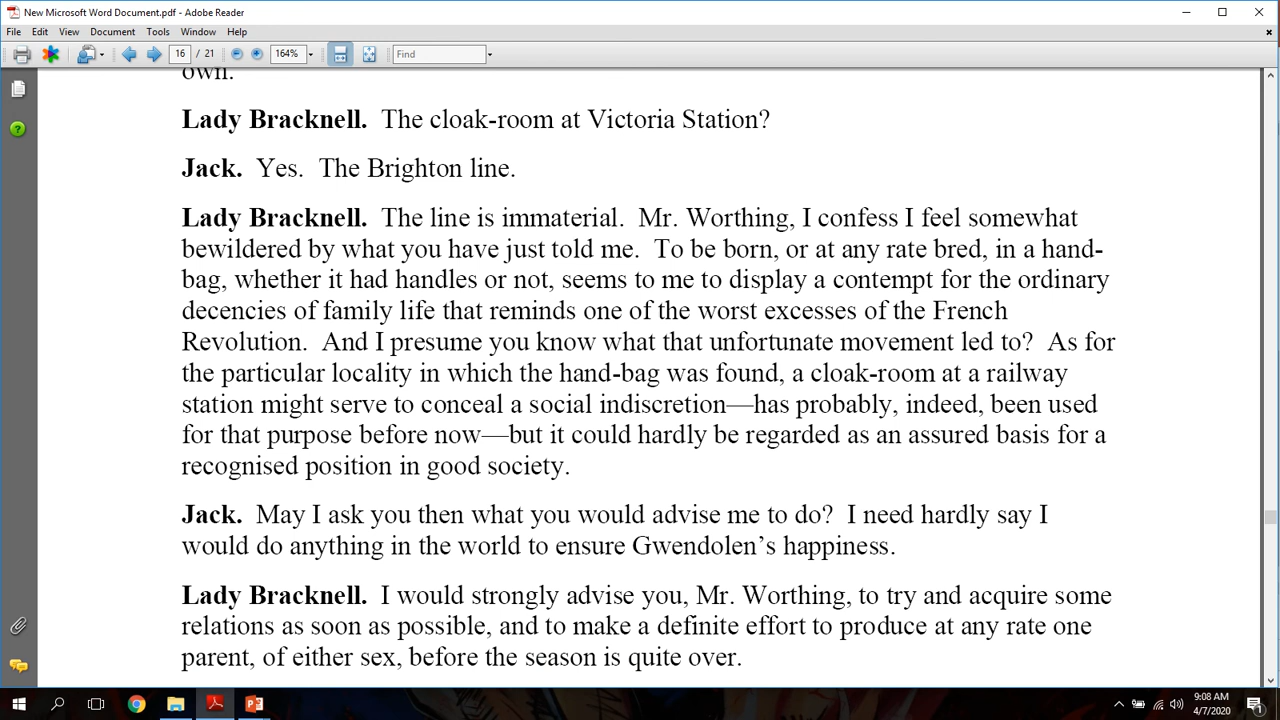 New Microsoft Word Document.pdf - Adobe Reader
File Edit View Document Tools Window Help
16 / 21 164% Find
own.
Lady Bracknell. The cloak-room at Victoria Station?
Jack. Yes. The Brighton line.
Lady Bracknell. The line is immaterial. Mr. Worthing, I confess I feel somewhat
bewildered by what you have just told me. To be born, or at any rate bred, in a hand-
bag, whether it had handles or not, seems to me to display a contempt for the ordinary
decencies of family life that reminds one of the worst excesses of the French
Revolution. And I presume you know what that unfortunate movement led to? As for
the particular locality in which the hand-bag was found, a cloak-room at a railway
station might serve to conceal a social indiscretion—has probably, indeed, been used
for that purpose before now—but it could hardly be regarded as an assured basis for a
recognised position in good society.
Jack. May I ask you then what you would advise me to do? I need hardly say I
would do anything in the world to ensure Gwendolen’s happiness.
Lady Bracknell. I would strongly advise you, Mr. Worthing, to try and acquire some
relations as soon as possible, and to make a definite effort to produce at any rate one
parent, of either sex, before the season is quite over.
9:08 AM
4/7/2020